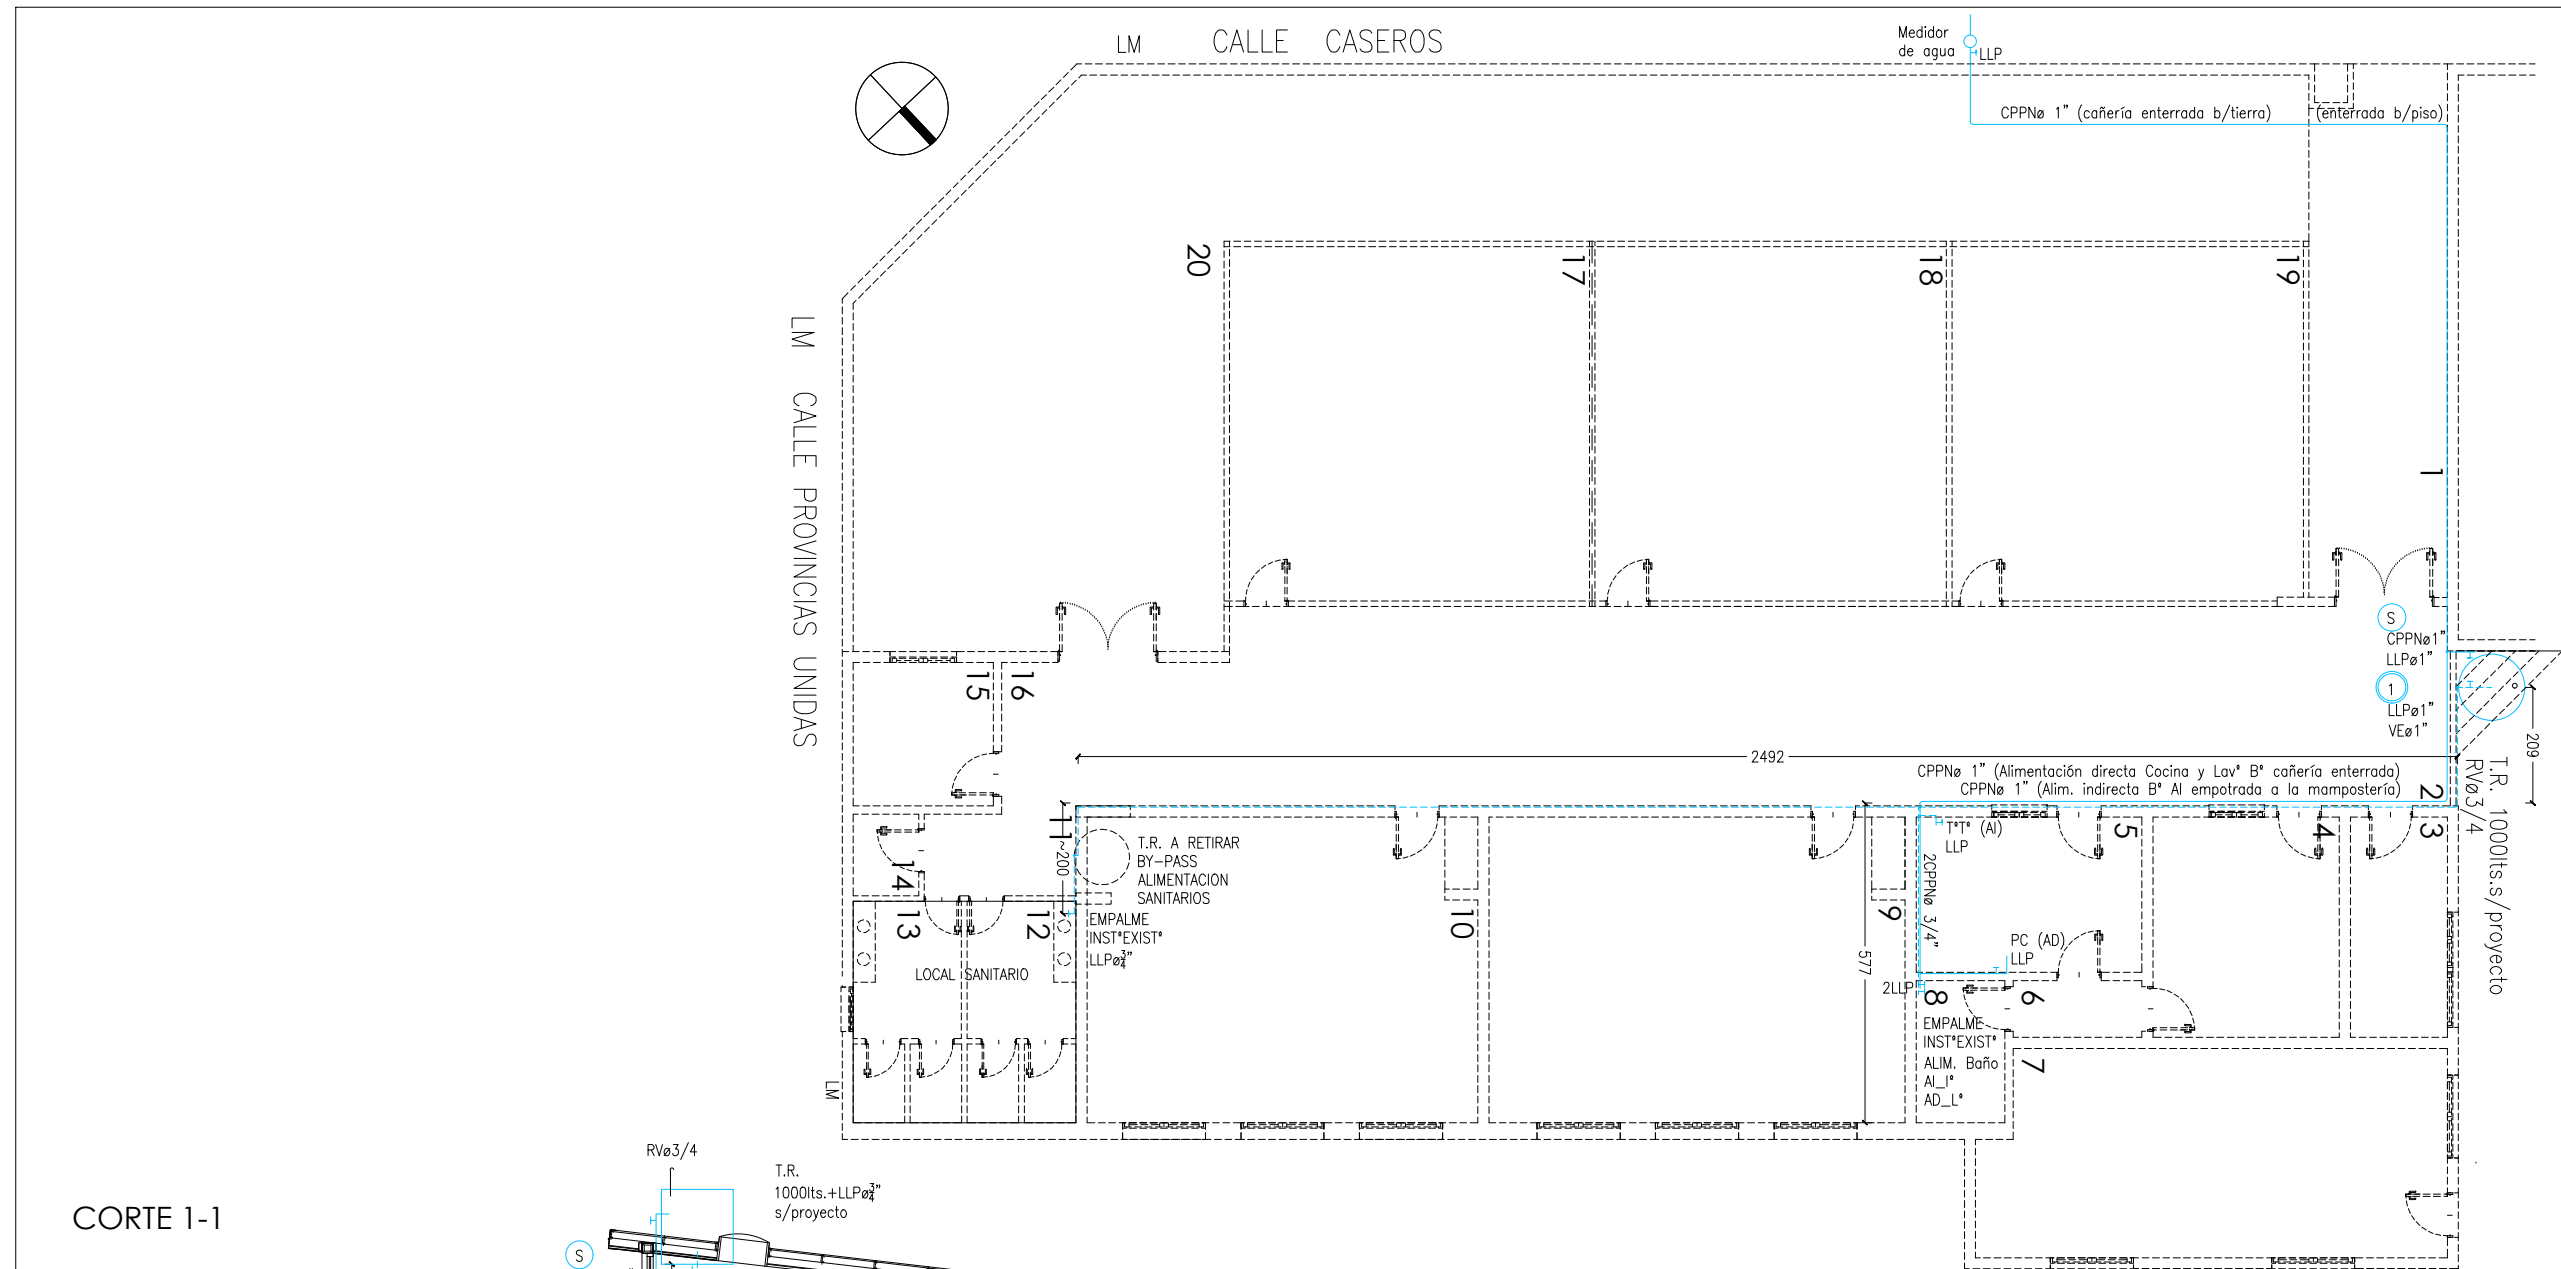 LM CALLE CASEROS
Medidor
de agua
LLP
CPPNø 1" (cañería enterrada b/tierra)
(enterrada b/piso)
20
17
18
19
1
LM CALLE PROVINCIAS UNIDAS
S
CPPNø1"
LLPø1"
1
LLPø1"
VEø1"
209
T.R. 1000lts.s/proyecto
RVø3/4
2492
CPPNø 1" (Alimentación directa Cocina y Lavº Bº cañería enterrada)
CPPNø 1" (Alim. indirecta Bº AI empotrada a la mampostería)
15
16
2
3
4
5
11
~200
T.R. A RETIRAR
BY-PASS
ALIMENTACION
SANITARIOS
TºTº (AI)
LLP
2CPPNø 3/4"
14
13
12
EMPALME
INSTºEXISTº
LLPø3/4"
LOCAL SANITARIO
10
9
577
PC (AD)
LLP
2LLP
8
6
EMPALME
INSTºEXISTº
ALIM. Baño
AI_Iº
AD_Lº
7
LM
RVø3/4
T.R.
1000lts.+LLPø3/4"
s/proyecto
CORTE 1-1
S